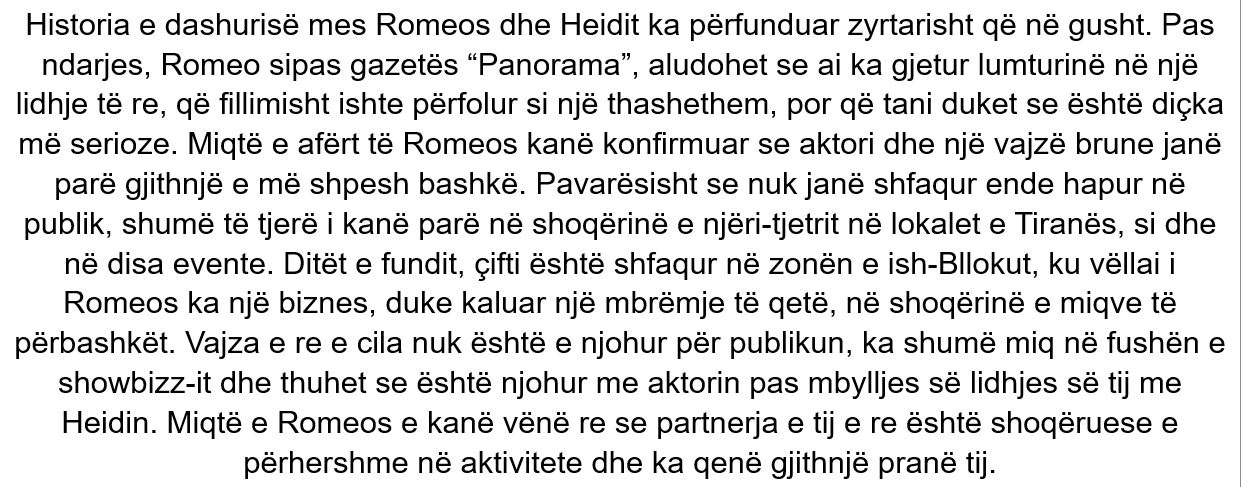 Historia e dashurisë mes Romeos dhe Heidit ka përfunduar zyrtarisht që në gusht. Pas
ndarjes, Romeo sipas gazetës “Panorama”, aludohet se ai ka gjetur lumturinë në një
lidhje të re, që fillimisht ishte përfolur si një thashethem, por që tani duket se është diçka
më serioze. Miqtë e afërt të Romeos kanë konfirmuar se aktori dhe një vajzë brune janë
parë gjithnjë e më shpesh bashkë. Pavarësisht se nuk janë shfaqur ende hapur në
publik, shumë të tjerë i kanë parë në shoqërinë e njëri-tjetrit në lokalet e Tiranës, si dhe
në disa evente. Ditët e fundit, çifti është shfaqur në zonën e ish-Bllokut, ku vëllai i
Romeos ka një biznes, duke kaluar një mbrëmje të qetë, në shoqërinë e miqve të
përbashkët. Vajza e re e cila nuk është e njohur për publikun, ka shumë miq në fushën e
showbizz-it dhe thuhet se është njohur me aktorin pas mbylljes së lidhjes së tij me
Heidin. Miqtë e Romeos e kanë vënë re se partnerja e tij e re është shoqëruese e
përhershme në aktivitete dhe ka qenë gjithnjë pranë tij.